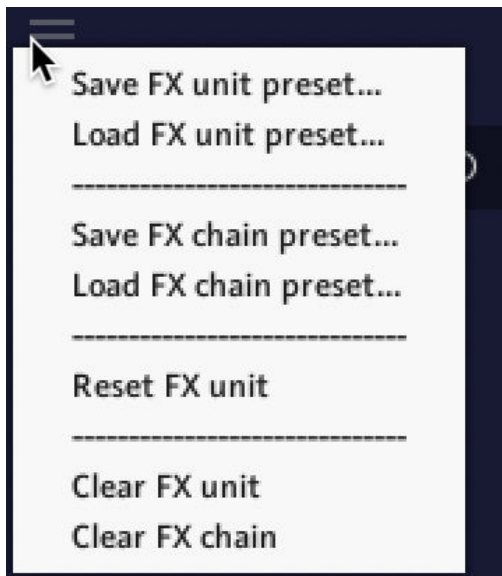 Save FX unit preset...
Load FX unit preset...
------------------------------
Save FX chain preset...
Load FX chain preset...
------------------------------
Reset FX unit
------------------------------
Clear FX unit
Clear FX chain